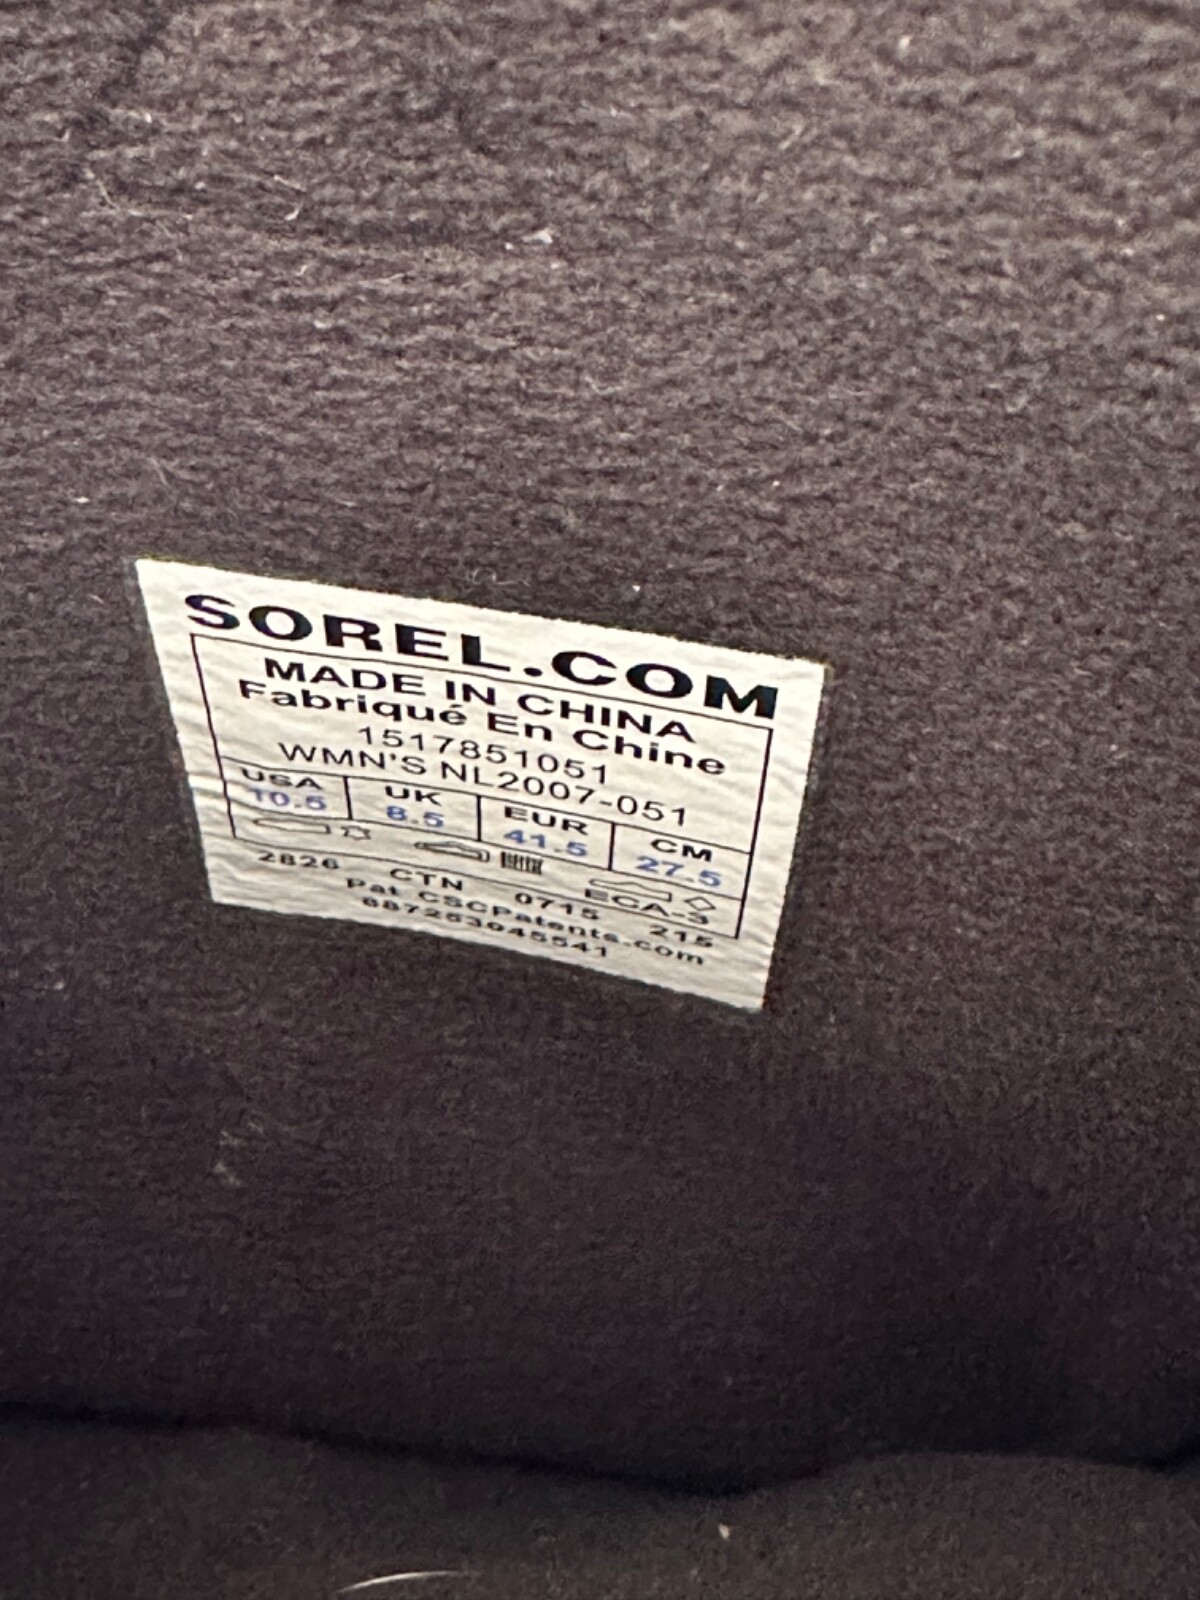 SOREL.COM
MADE IN CHINA
Fabriqué En Chine
1517851051
WMN'S NL2007-051
USA UK EUR CM
10.5 8.5 41.5 27.5
2826 CTN 0715 ECA-3 215
Pat CSCPatents.com
887253045541